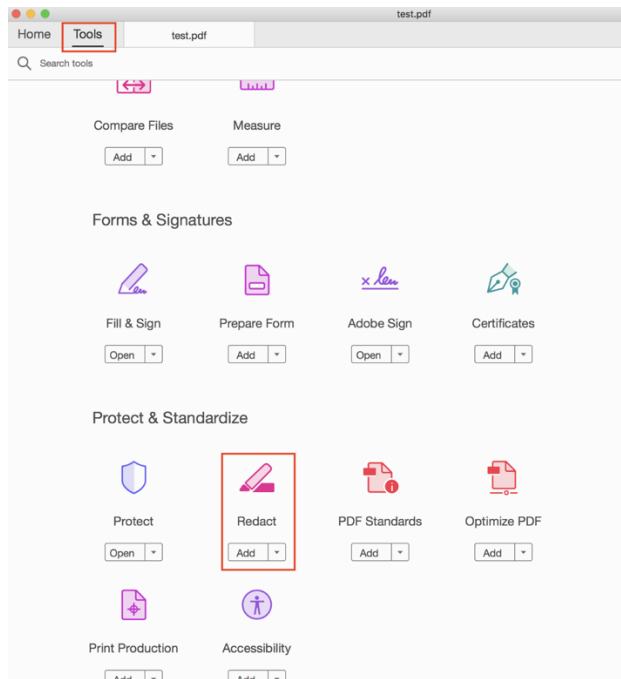 test.pdf
Home Tools test.pdf
Search tools
Compare Files Measure
Add Add
Forms & Signatures
Fill & Sign Prepare Form Adobe Sign Certificates
Open Add Open Add
Protect & Standardize
Protect Redact PDF Standards Optimize PDF
Open Add Add Add
Print Production Accessibility
Add Add